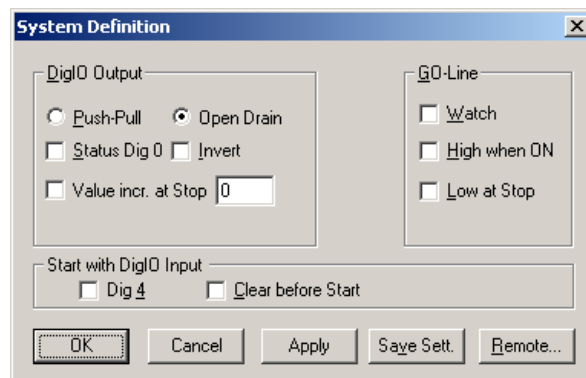 System Definition
DigIO Output
Push-Pull Open Drain
Status Dig 0 Invert
Value incr. at Stop 0
GO-Line
Watch
High when ON
Low at Stop
Start with DigIO Input
Dig 4 Clear before Start
OK Cancel Apply Save Sett. Remote...